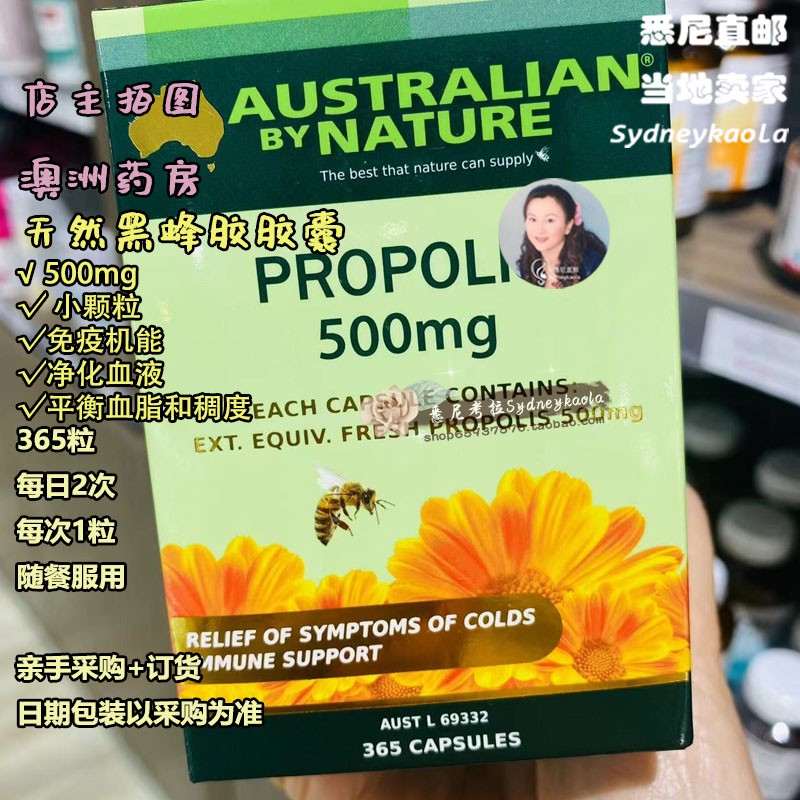 悉尼直邮
当地卖家
Sydneykaola
店主拍图
澳洲药房
天然黑蜂胶胶囊
√ 500mg
✓ 小颗粒
✓免疫机能
✓净化血液
✓平衡血脂和稠度
365粒
每日2次
每次1粒
随餐服用
亲手采购+订货
日期包装以采购为准
AUSTRALIAN®
BY NATURE
The best that nature can supply
PROPOLI
500mg
EACH CAPSULE CONTAINS:
悉尼考拉Sydneykaola
EXT. EQUIV. FRESH PROPOLIS 500mg
RELIEF OF SYMPTOMS OF COLDS
MMUNE SUPPORT
AUST L 69332
365 CAPSULES